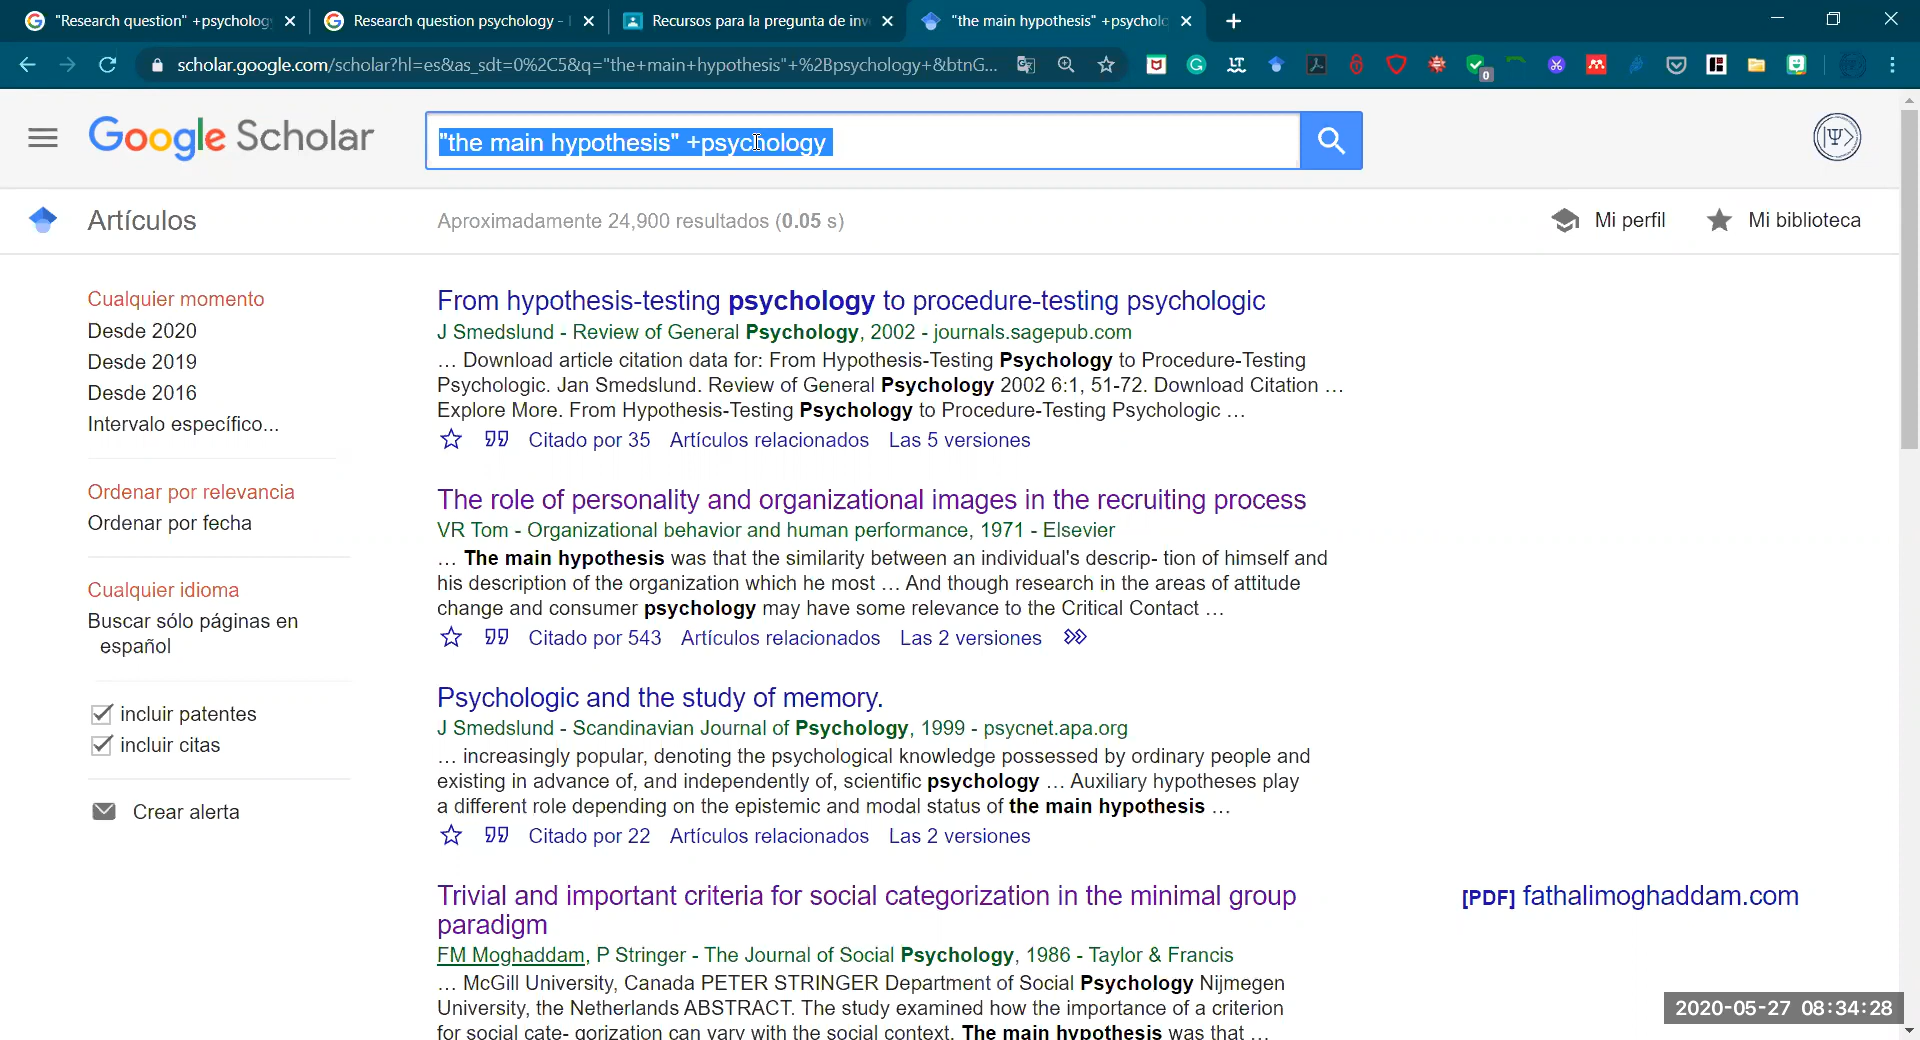 "Research question" +psycholog
Research question psychology -
Recursos para la pregunta de inv
"the main hypothesis" +psycholo
scholar.google.com/scholar?hl=es&as_sdt=0%2C5&q="the+main+hypothesis"+%2Bpsychology+&btnG...
0
Google Scholar
"the main hypothesis" +psychology
Artículos
Aproximadamente 24,900 resultados (0.05 s)
Mi perfil
Mi biblioteca
Cualquier momento
Desde 2020
Desde 2019
Desde 2016
Intervalo específico...
Ordenar por relevancia
Ordenar por fecha
Cualquier idioma
Buscar sólo páginas en
español
incluir patentes
incluir citas
Crear alerta
From hypothesis-testing psychology to procedure-testing psychologic
J Smedslund - Review of General Psychology, 2002 - journals.sagepub.com
… Download article citation data for: From Hypothesis-Testing Psychology to Procedure-Testing
Psychologic. Jan Smedslund. Review of General Psychology 2002 6:1, 51-72. Download Citation …
Explore More. From Hypothesis-Testing Psychology to Procedure-Testing Psychologic …
Citado por 35 Artículos relacionados Las 5 versiones
The role of personality and organizational images in the recruiting process
VR Tom - Organizational behavior and human performance, 1971 - Elsevier
… The main hypothesis was that the similarity between an individual's descrip- tion of himself and
his description of the organization which he most … And though research in the areas of attitude
change and consumer psychology may have some relevance to the Critical Contact …
Citado por 543 Artículos relacionados Las 2 versiones
Psychologic and the study of memory.
J Smedslund - Scandinavian Journal of Psychology, 1999 - psycnet.apa.org
… increasingly popular, denoting the psychological knowledge possessed by ordinary people and
existing in advance of, and independently of, scientific psychology … Auxiliary hypotheses play
a different role depending on the epistemic and modal status of the main hypothesis …
Citado por 22 Artículos relacionados Las 2 versiones
Trivial and important criteria for social categorization in the minimal group
paradigm
[PDF] fathalimoghaddam.com
FM Moghaddam, P Stringer - The Journal of Social Psychology, 1986 - Taylor & Francis
… McGill University, Canada PETER STRINGER Department of Social Psychology Nijmegen
University, the Netherlands ABSTRACT. The study examined how the importance of a criterion
for social cate- gorization can vary with the social context. The main hypothesis was that …
2020-05-27 08:34:28